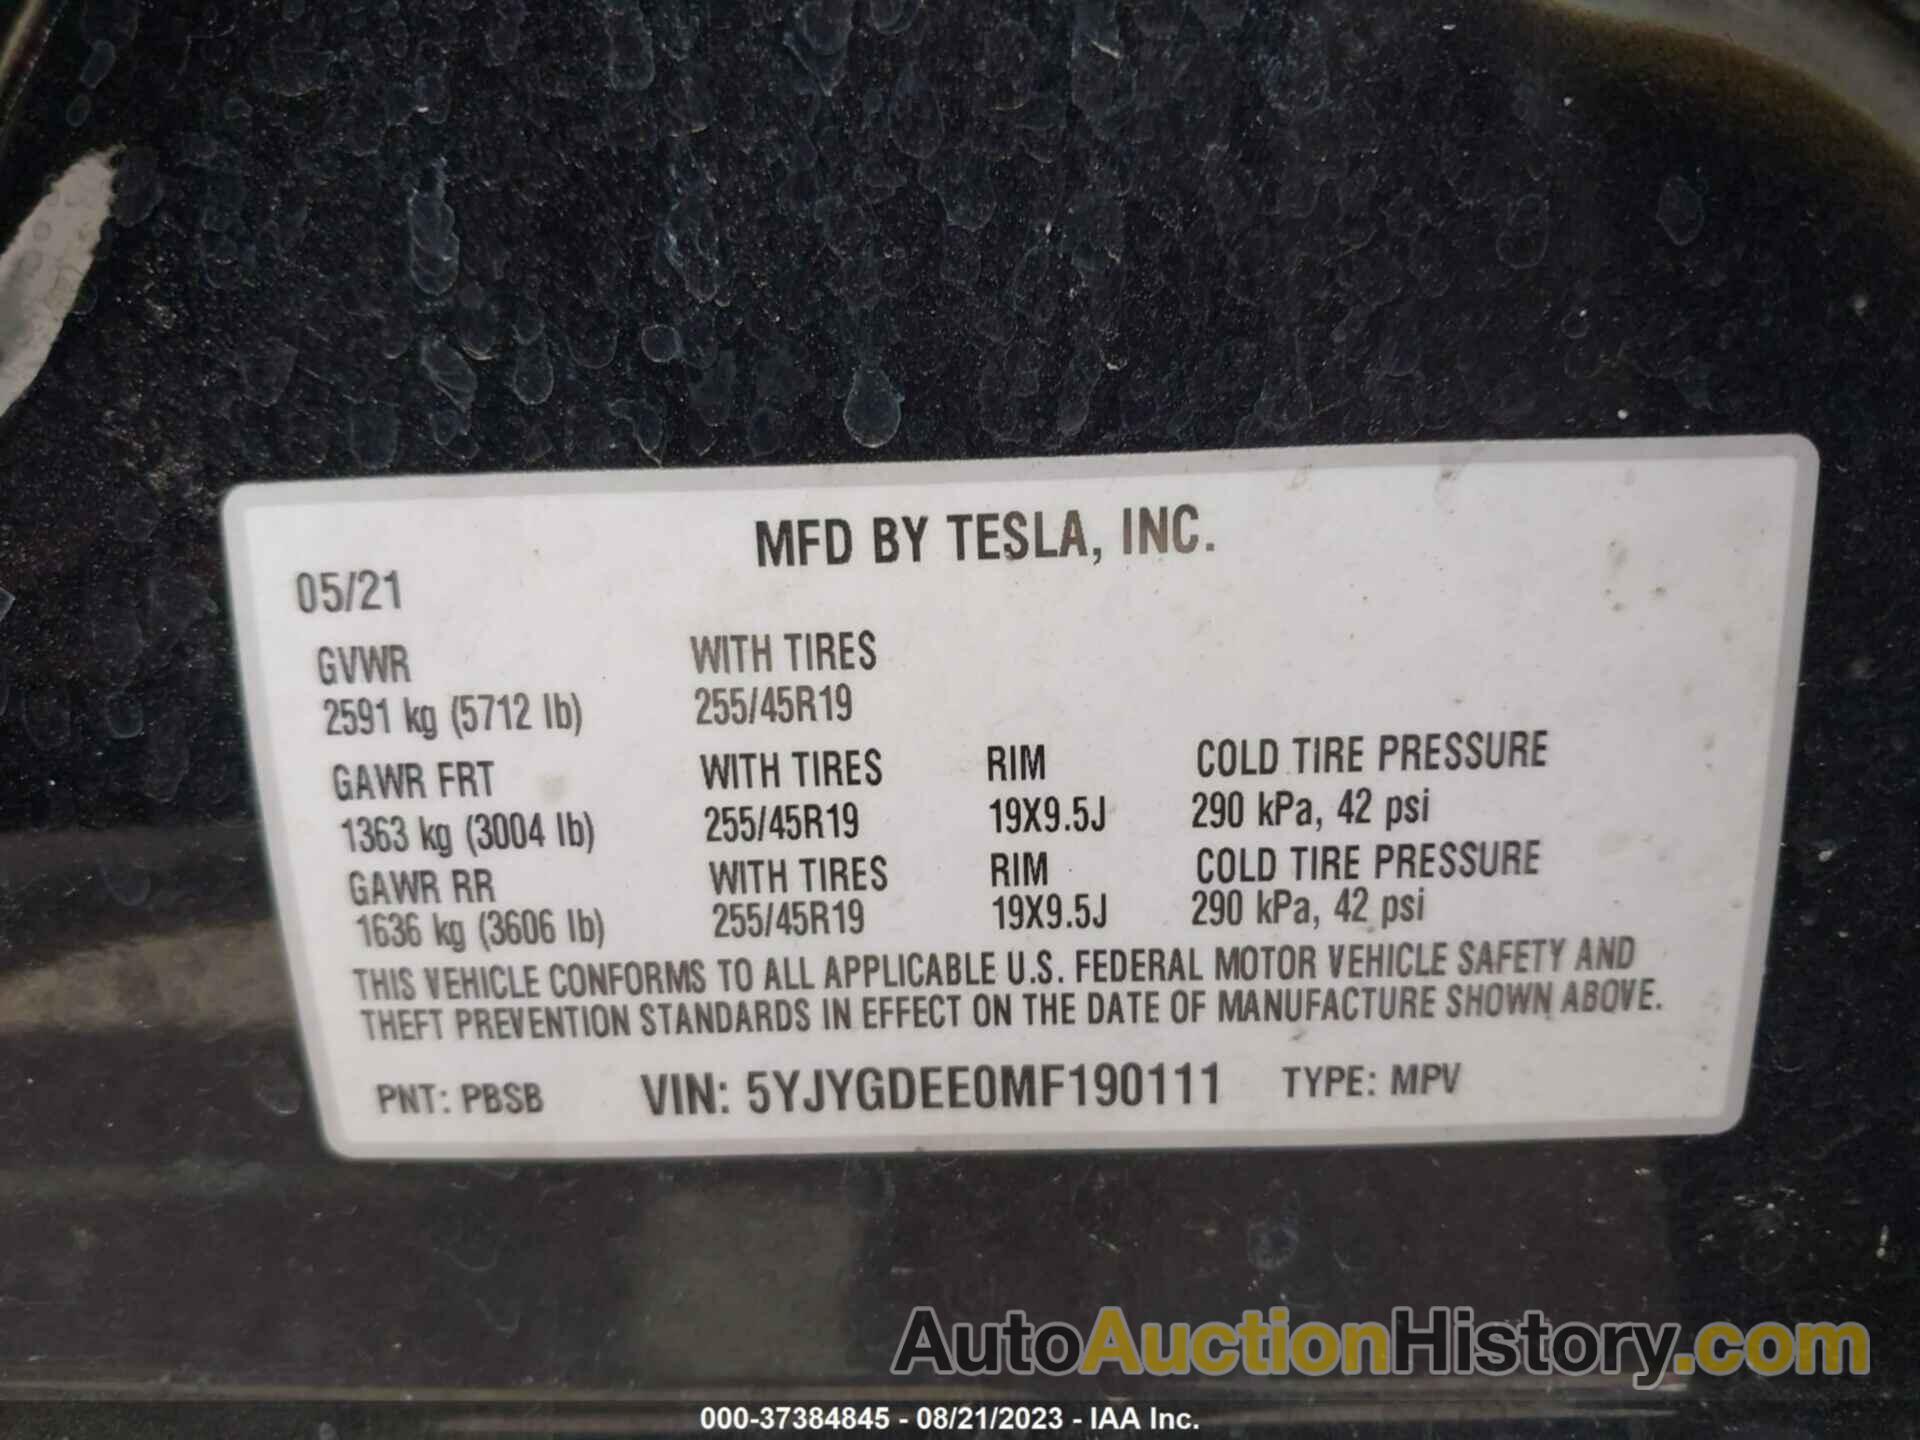 MFD BY TESLA, INC.
05/21
GVWR WITH TIRES
2591 kg (5712 lb) 255/45R19
GAWR FRT WITH TIRES RIM COLD TIRE PRESSURE
1363 kg (3004 lb) 255/45R19 19X9.5J 290 kPa, 42 psi
GAWR RR WITH TIRES RIM COLD TIRE PRESSURE
1636 kg (3606 lb) 255/45R19 19X9.5J 290 kPa, 42 psi
THIS VEHICLE CONFORMS TO ALL APPLICABLE U.S. FEDERAL MOTOR VEHICLE SAFETY AND
THEFT PREVENTION STANDARDS IN EFFECT ON THE DATE OF MANUFACTURE SHOWN ABOVE.
PNT: PBSB VIN: 5YJYGDEE0MF190111 TYPE: MPV
AutoAuctionHistory.com
000-37384845 - 08/21/2023 - IAA Inc.